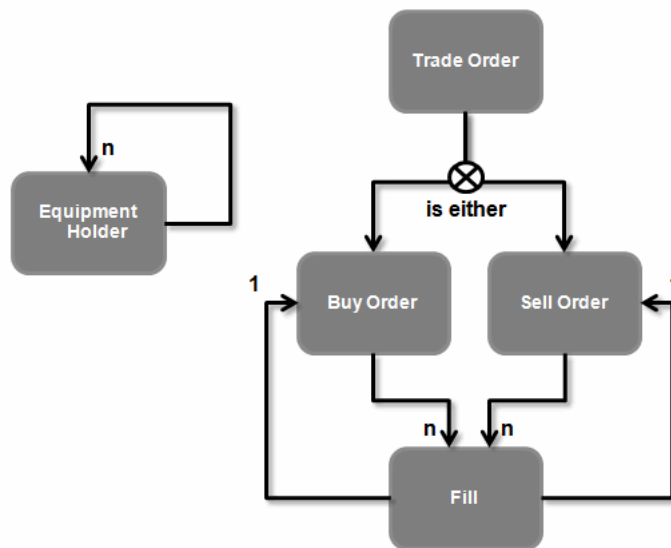 Trade Order
n
Equipment
Holder
is either
1
Buy Order
Sell Order
n
n
Fill